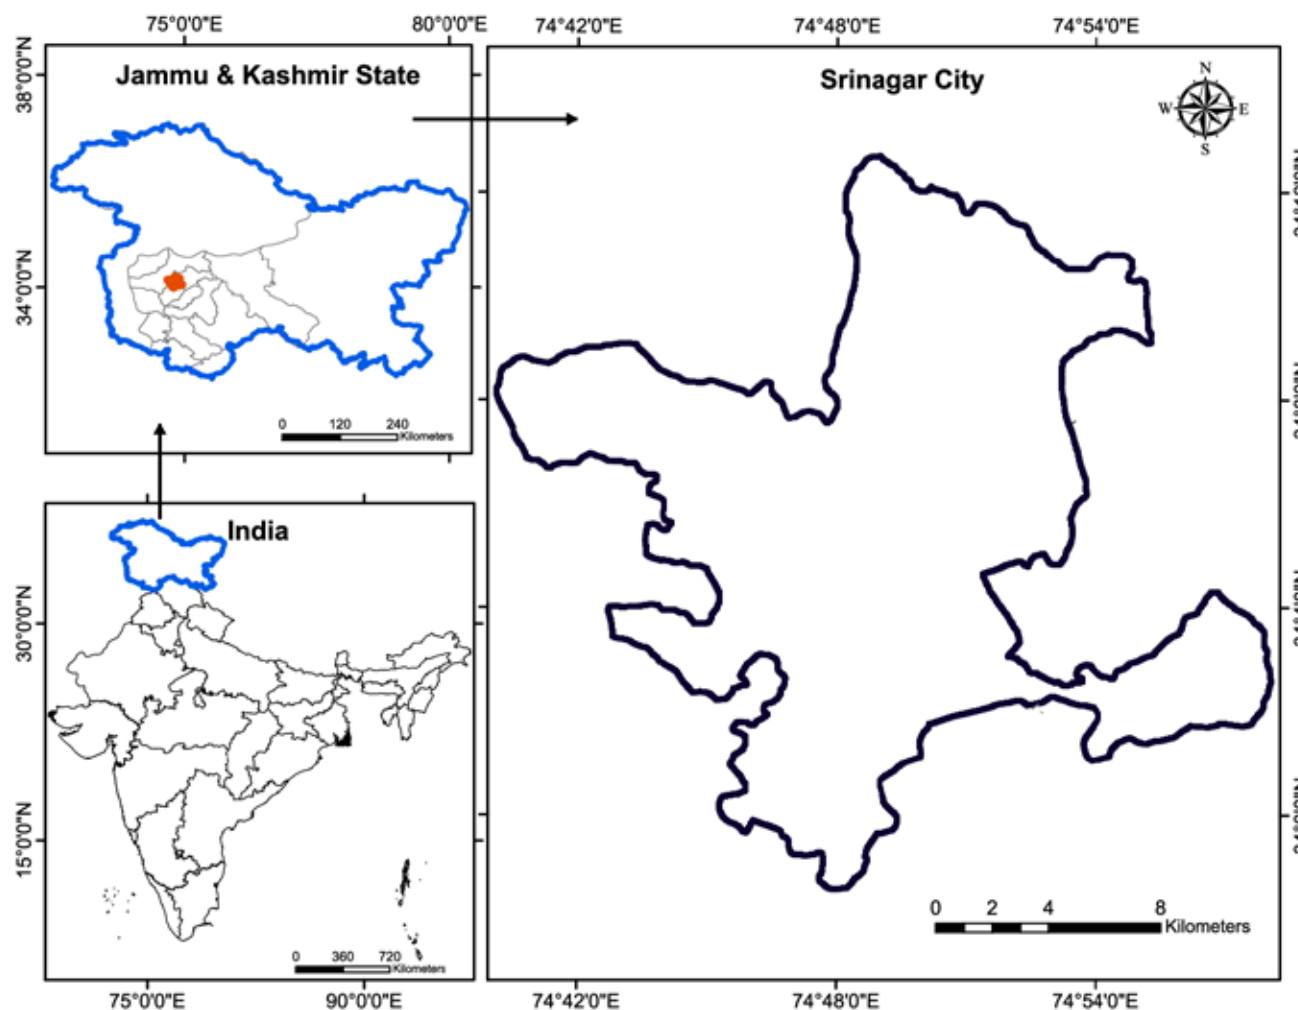 75°0'0"E 80°0'0"E 74°42'0"E 74°48'0"E 74°54'0"E
Jammu & Kashmir State
Srinagar City
38°0'0"N
34°0'0"N
N
W E
S
0 120 240
Kilometers
India
30°0'0"N
15°0'0"N
0 360 720
Kilometers
0 2 4 8
Kilometers
75°0'0"E 90°0'0"E 74°42'0"E 74°48'0"E 74°54'0"E